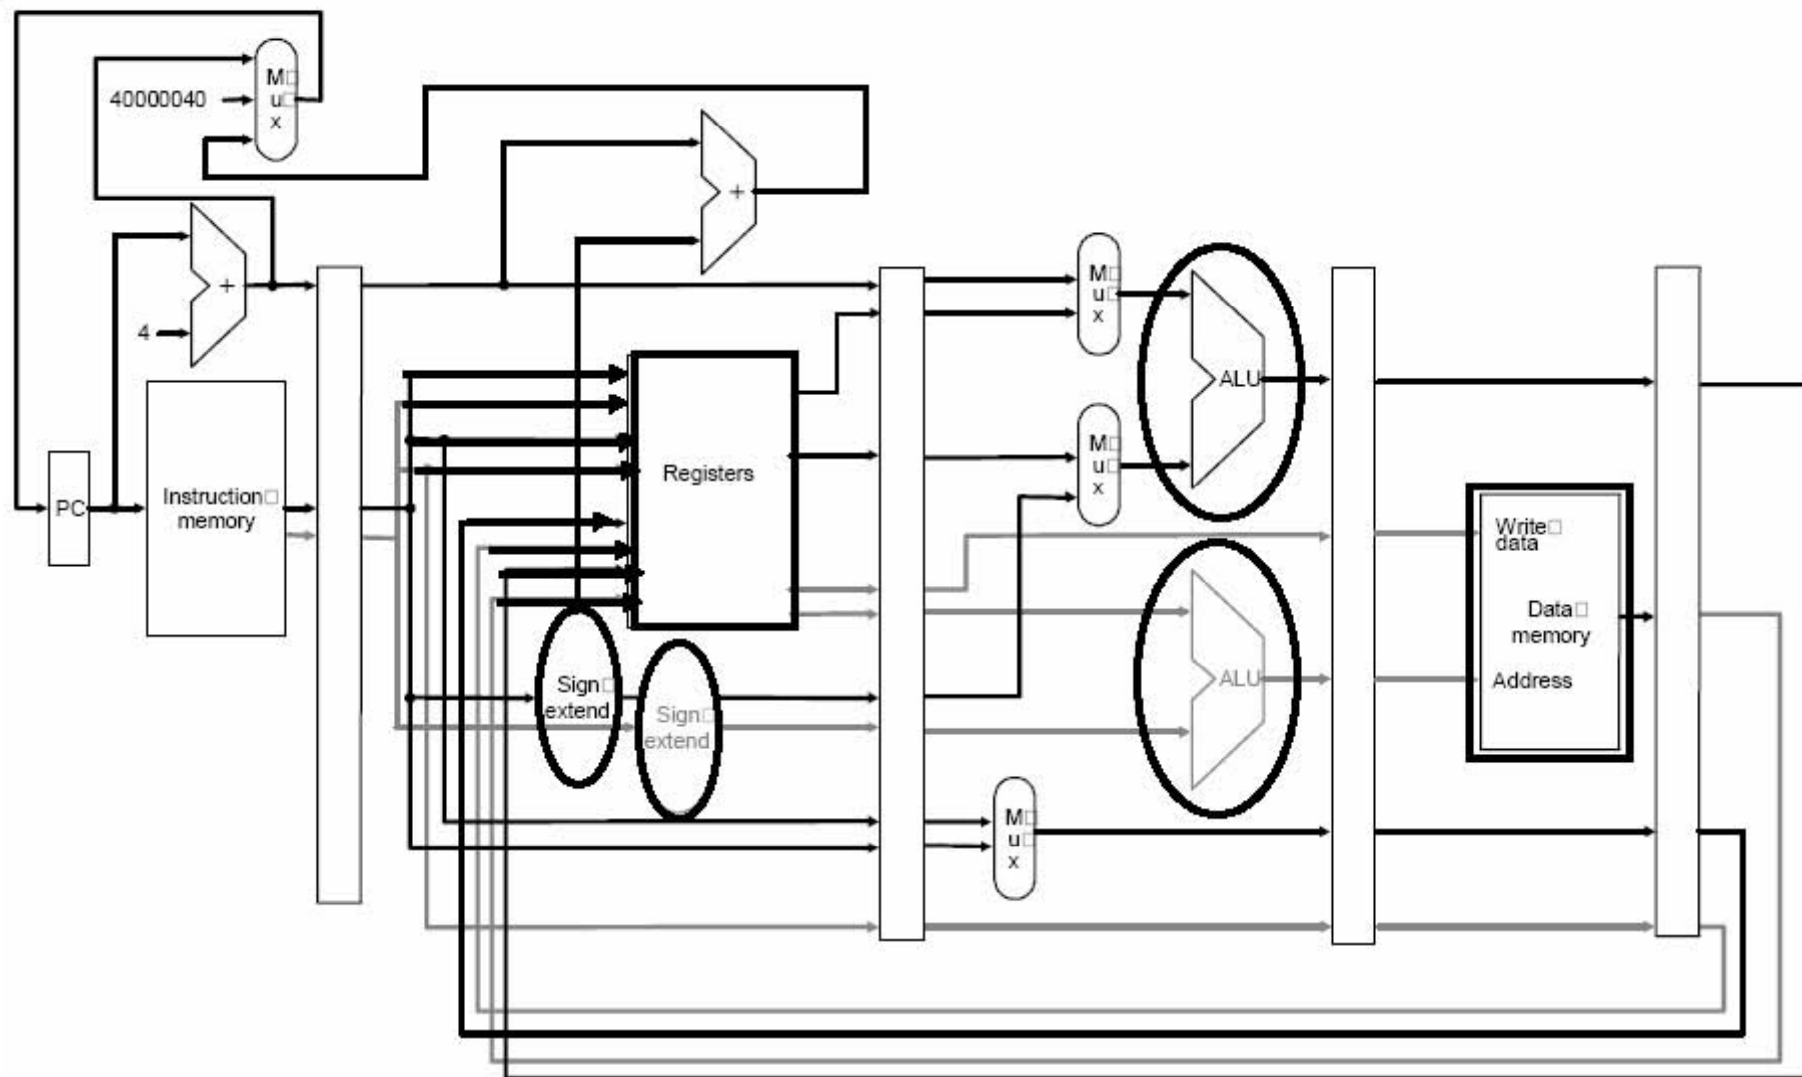 M
u
x
40000040
+
+
4
M
u
x
ALU
PC
Instruction
memory
Registers
M
u
x
Write
data
Data
memory
Address
ALU
Sign
extend
Sign
extend
M
u
x